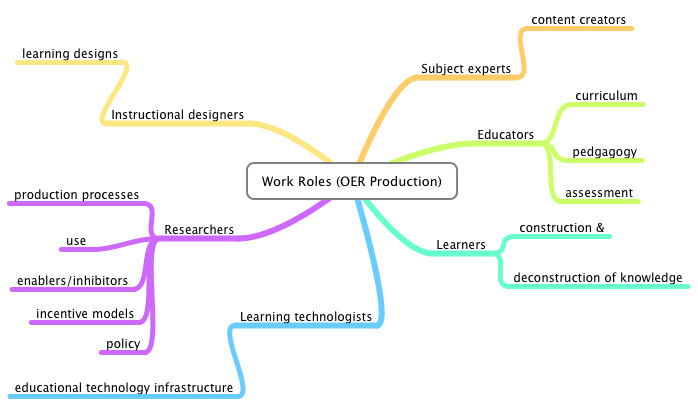 content creators
learning designs
Subject experts
curriculum
Instructional designers
Educators
pedgagogy
Work Roles (OER Production)
assessment
production processes
construction &
Researchers
use
Learners
enablers/inhibitors
deconstruction of knowledge
incentive models
Learning technologists
policy
educational technology infrastructure